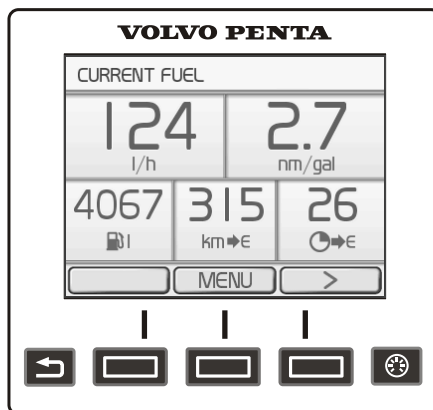 VOLVO PENTA
CURRENT FUEL
124 2.7
l/h nm/gal
4067 315 26
l km➡E ➡E
MENU >